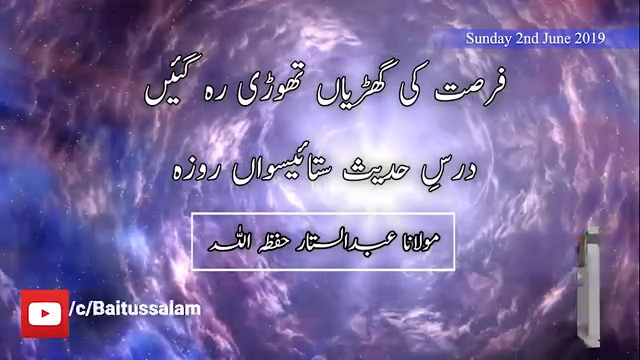 Sunday 2nd June 2019
فرصت کی گھڑیاں تھوڑی رہ گئیں
درسِ حدیث ستائیسواں روزہ
مولانا عبدالستار حفظہ اللہ
/c/Baitussalam